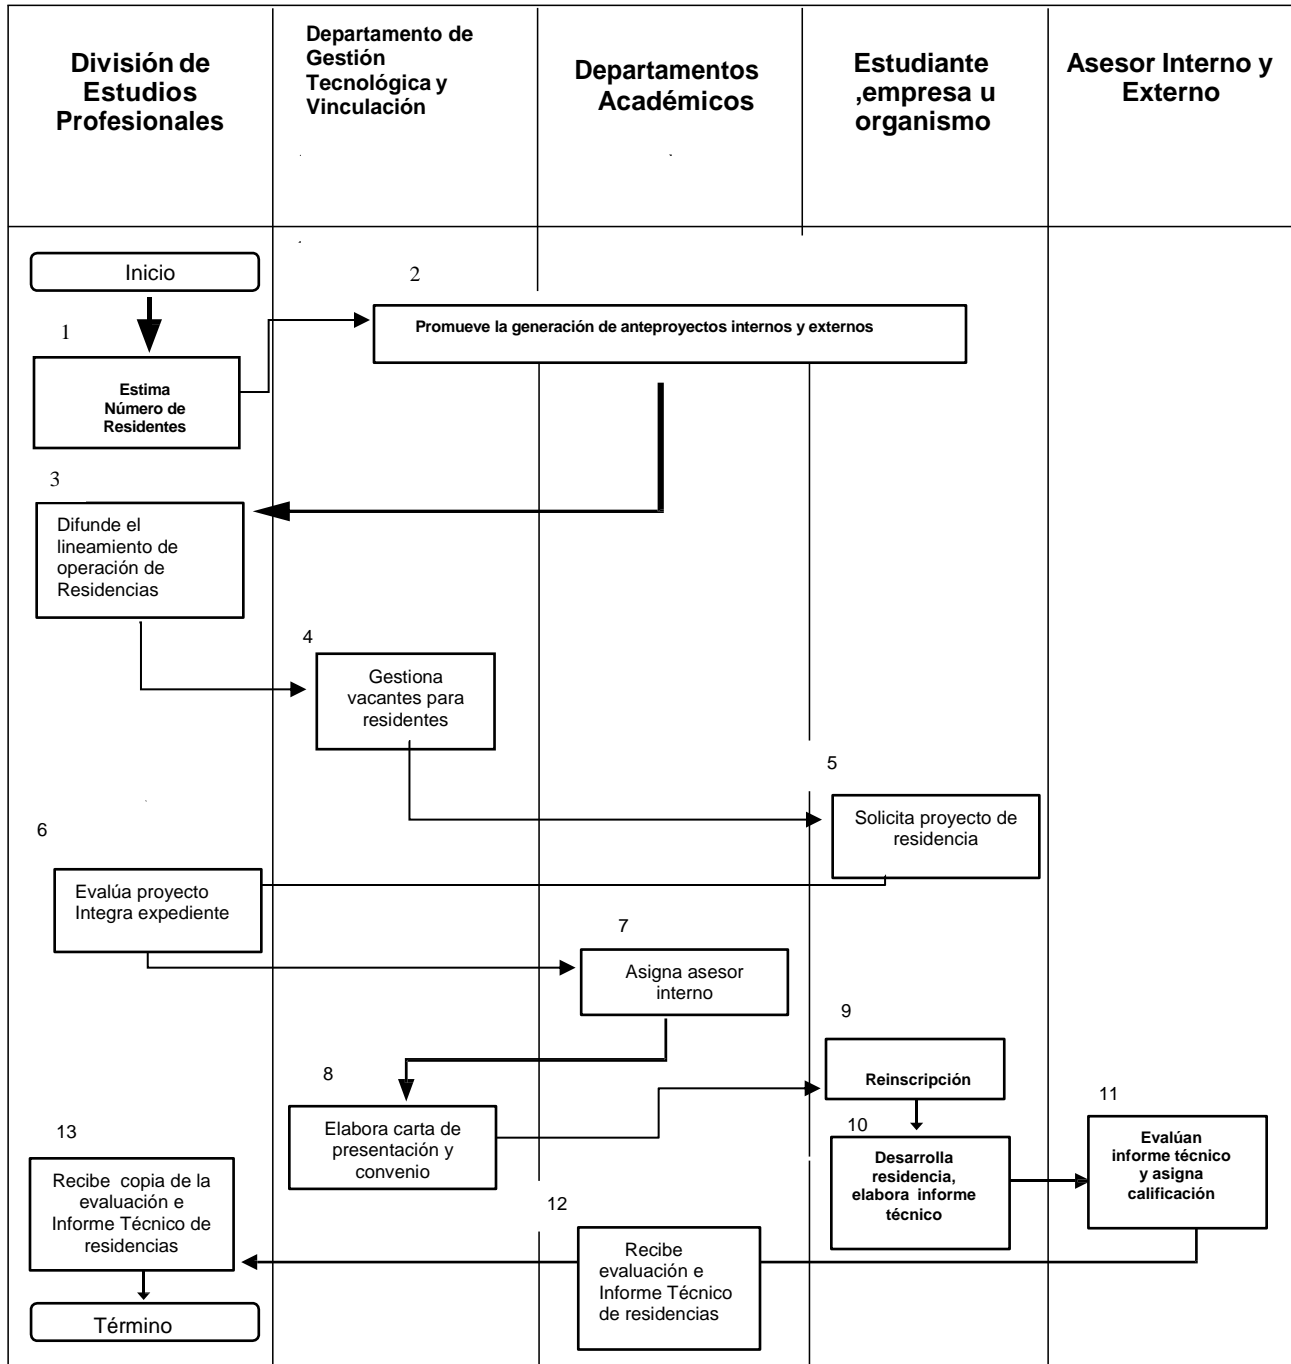 División de
Estudios
Profesionales
Departamento de
Gestión
Tecnológica y
Vinculación
Departamentos
Académicos
Estudiante
,empresa u
organismo
Asesor Interno y
Externo
Inicio
1
Estima
Número de
Residentes
2
Promueve la generación de anteproyectos internos y externos
3
Difunde el
lineamiento de
operación de
Residencias
4
Gestiona
vacantes para
residentes
5
Solicita proyecto de
residencia
6
Evalúa proyecto
Integra expediente
7
Asigna asesor
interno
8
Elabora carta de
presentación y
convenio
9
Reinscripción
10
Desarrolla
residencia,
elabora informe
técnico
11
Evalúan
informe técnico
y asigna
calificación
12
Recibe
evaluación e
Informe Técnico
de residencias
13
Recibe copia de la
evaluación e
Informe Técnico de
residencias
Término